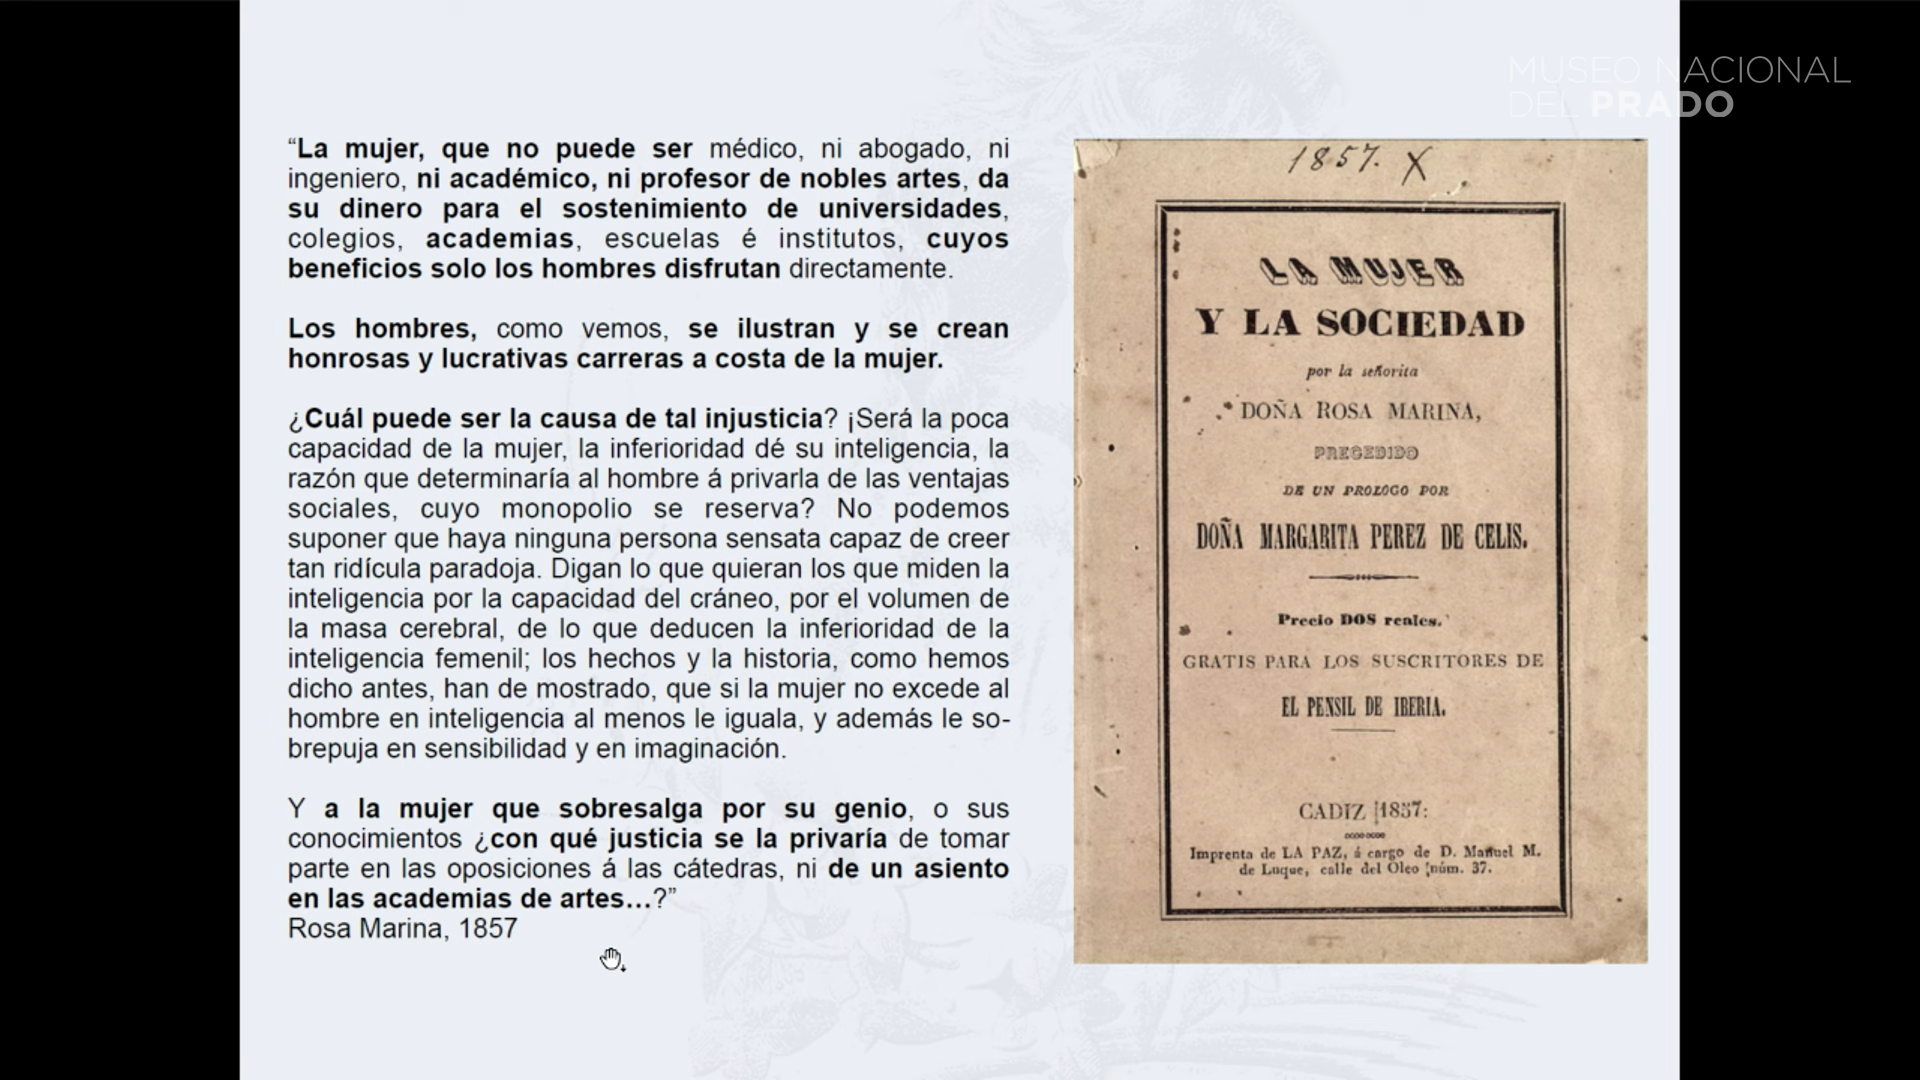 MUSEO NACIONAL
DEL PRADO
“La mujer, que no puede ser médico, ni abogado, ni
ingeniero, ni académico, ni profesor de nobles artes, da
su dinero para el sostenimiento de universidades,
colegios, academias, escuelas é institutos, cuyos
beneficios solo los hombres disfrutan directamente.
Los hombres, como vemos, se ilustran y se crean
honrosas y lucrativas carreras a costa de la mujer.
¿Cuál puede ser la causa de tal injusticia? ¡Será la poca
capacidad de la mujer, la inferioridad dé su inteligencia, la
razón que determinaría al hombre á privarla de las ventajas
sociales, cuyo monopolio se reserva? No podemos
suponer que haya ninguna persona sensata capaz de creer
tan ridícula paradoja. Digan lo que quieran los que miden la
inteligencia por la capacidad del cráneo, por el volumen de
la masa cerebral, de lo que deducen la inferioridad de la
inteligencia femenil; los hechos y la historia, como hemos
dicho antes, han de mostrado, que si la mujer no excede al
hombre en inteligencia al menos le iguala, y además le so-
brepuja en sensibilidad y en imaginación.
Y a la mujer que sobresalga por su genio, o sus
conocimientos ¿con qué justicia se la privaría de tomar
parte en las oposiciones á las cátedras, ni de un asiento
en las academias de artes...?”
Rosa Marina, 1857
1857. X
LA MUJER
Y LA SOCIEDAD
por la señorita
DOÑA ROSA MARINA,
PRECEDIDO
DE UN PROLOGO POR
DOÑA MARGARITA PEREZ DE CELIS.
Precio DOS reales.
GRATIS PARA LOS SUSCRITORES DE
EL PENSIL DE IBERIA.
CADIZ 1857:
Imprenta de LA PAZ, á cargo de D. Manuel M.
de Luque, calle del Oleo núm. 37.